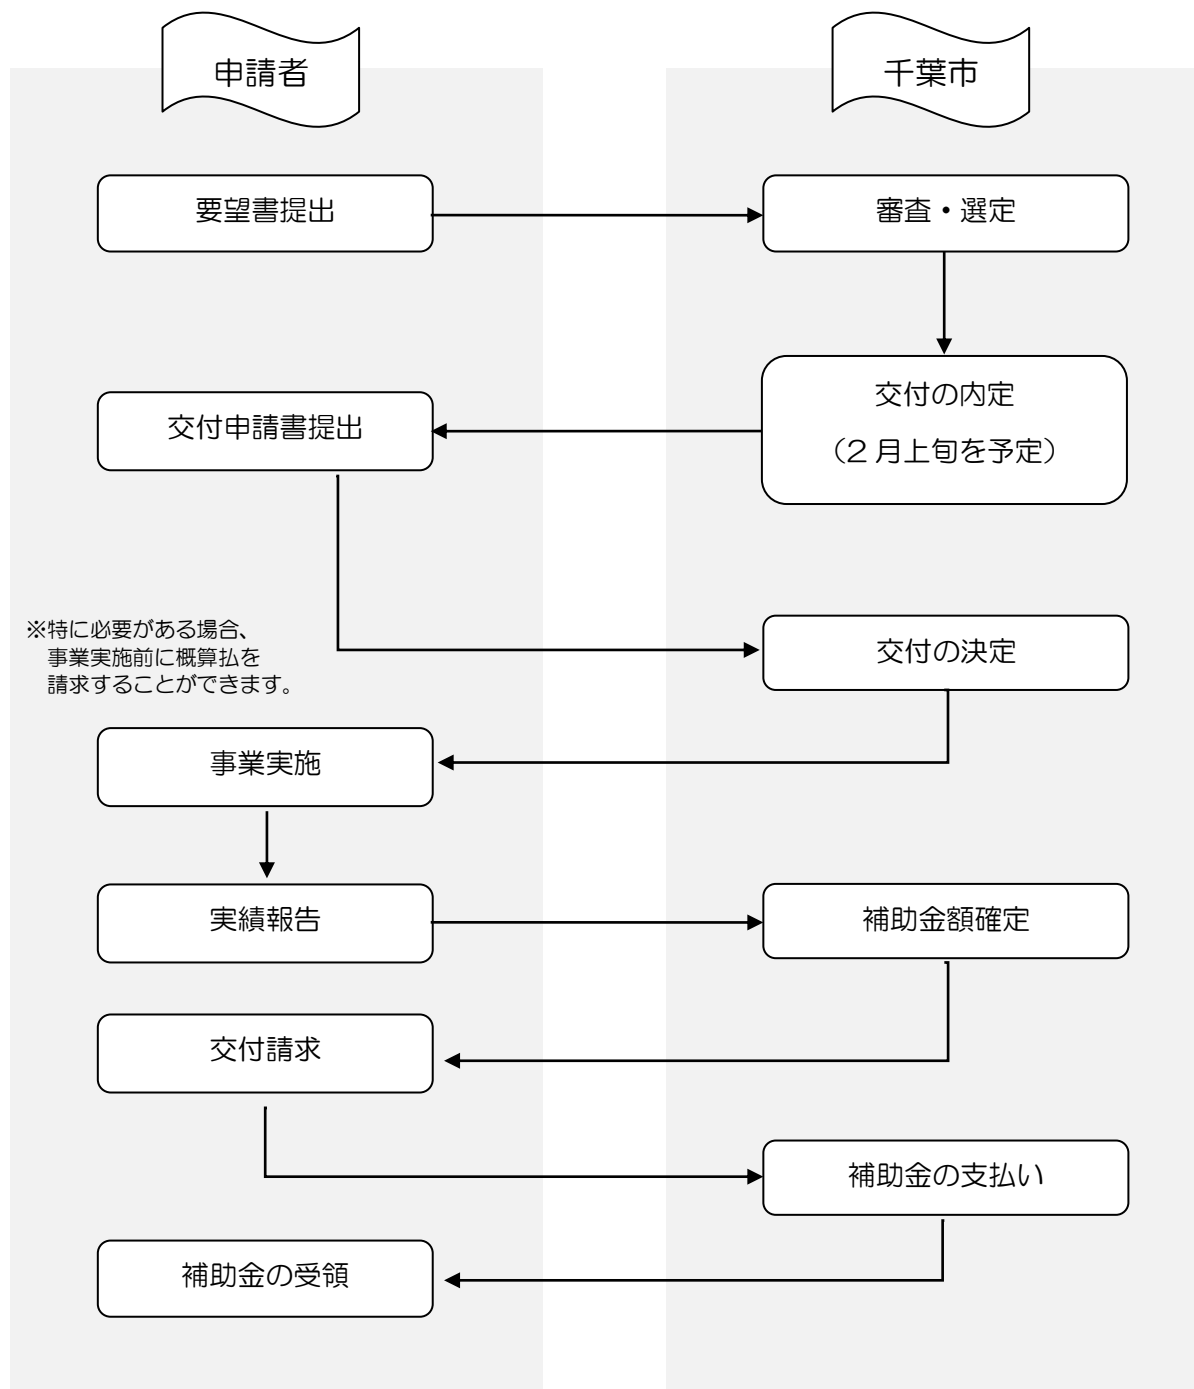 申請者
千葉市
要望書提出
審査・選定
交付の内定
（2月上旬を予定）
交付申請書提出
※特に必要がある場合、
事業実施前に概算払を
請求することができます。
交付の決定
事業実施
実績報告
補助金額確定
交付請求
補助金の支払い
補助金の受領